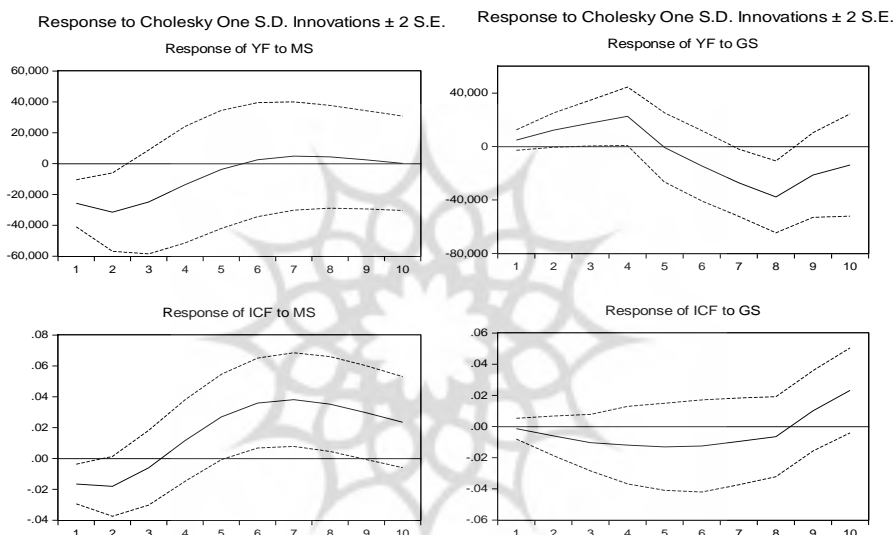 Response to Cholesky One S.D. Innovations ± 2 S.E.
Response of YF to MS
60,000
40,000
20,000
0
-20,000
-40,000
-60,000
1 2 3 4 5 6 7 8 9 10
Response to Cholesky One S.D. Innovations ± 2 S.E.
Response of YF to GS
40,000
0
-40,000
-80,000
1 2 3 4 5 6 7 8 9 10
Response of ICF to MS
.08
.06
.04
.02
.00
-.02
-.04
1 2 3 4 5 6 7 8 9 10
Response of ICF to GS
.06
.04
.02
.00
-.02
-.04
-.06
1 2 3 4 5 6 7 8 9 10